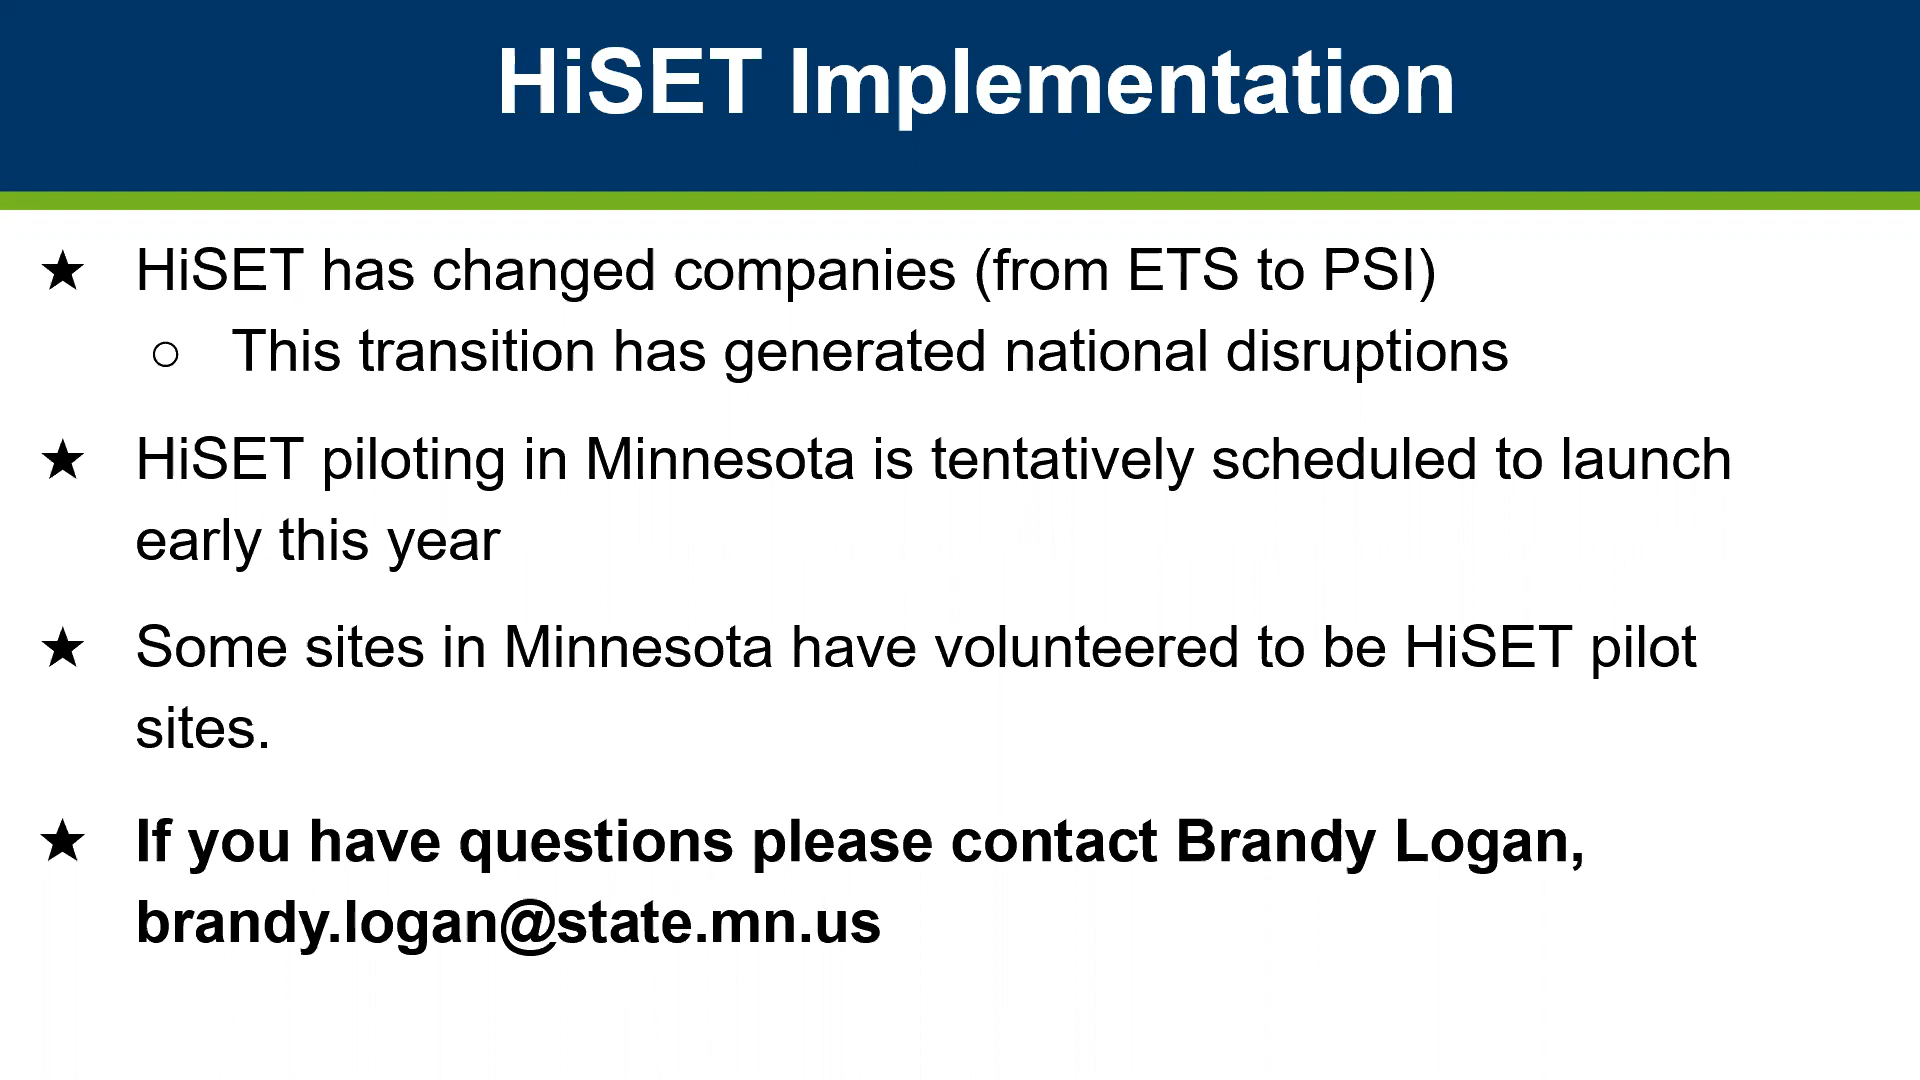 HiSET Implementation
★ HiSET has changed companies (from ETS to PSI)
○ This transition has generated national disruptions
★ HiSET piloting in Minnesota is tentatively scheduled to launch
early this year
★ Some sites in Minnesota have volunteered to be HiSET pilot
sites.
★ If you have questions please contact Brandy Logan,
brandy.logan@state.mn.us